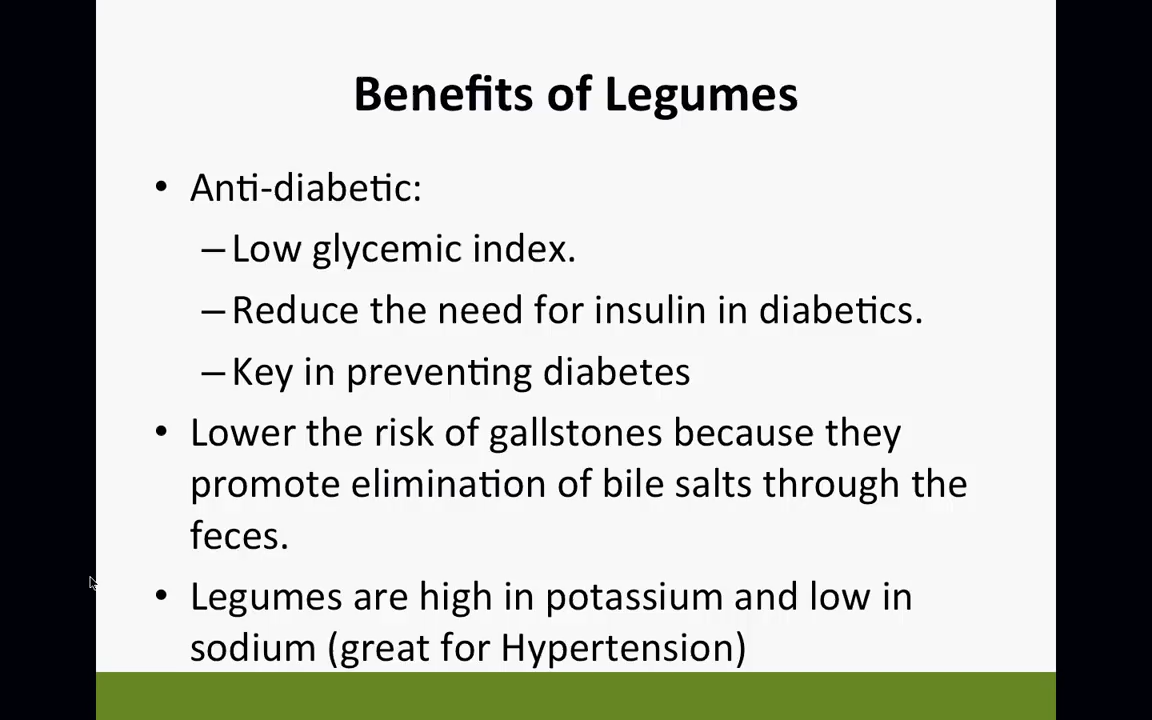 Benefits of Legumes
• Anti-diabetic:
– Low glycemic index.
– Reduce the need for insulin in diabetics.
– Key in preventing diabetes
• Lower the risk of gallstones because they
promote elimination of bile salts through the
feces.
• Legumes are high in potassium and low in
sodium (great for Hypertension)